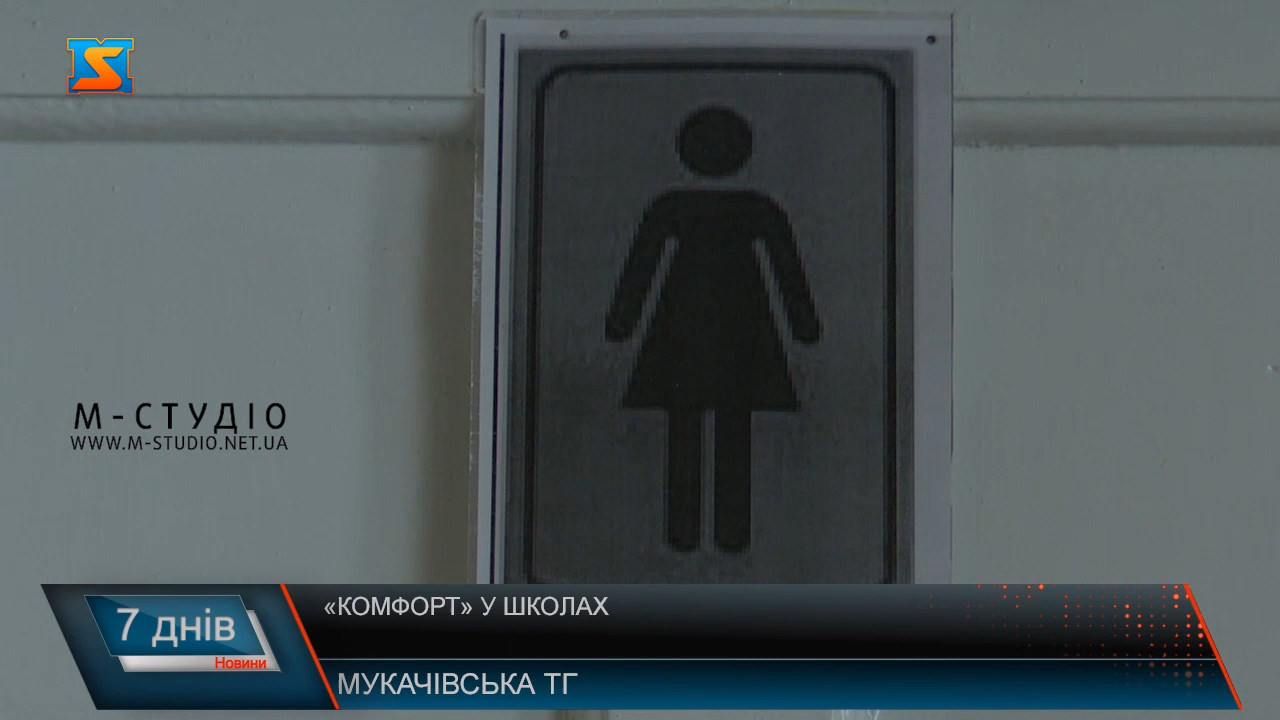 М-СТУДІО
WWW.M-STUDIO.NET.UA
7 днів
Новини
«КОМФОРТ» У ШКОЛАХ
МУКАЧІВСЬКА ТГ